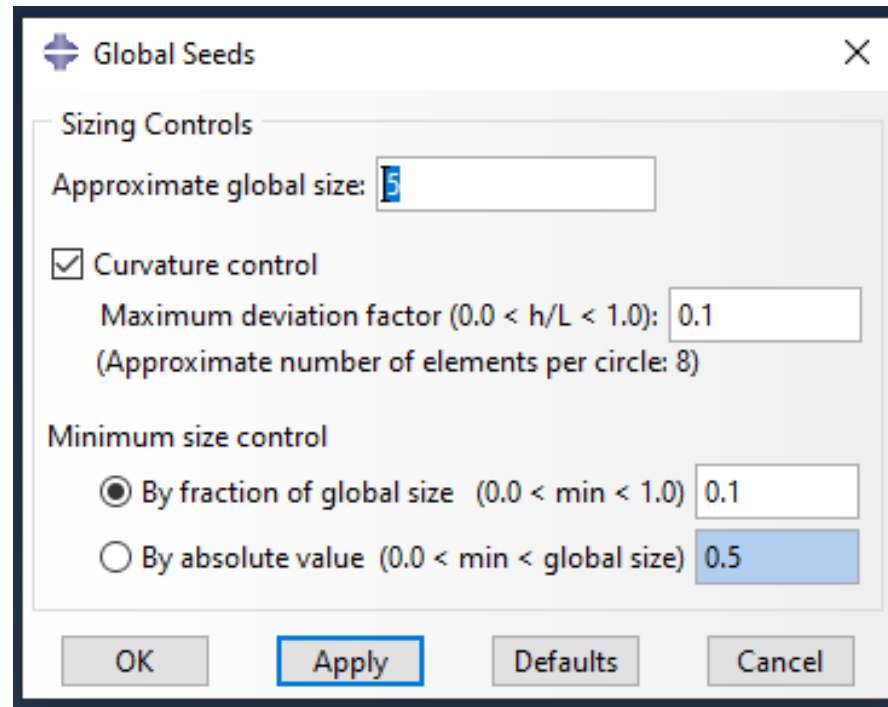 Global Seeds
Sizing Controls
Approximate global size: 5
Curvature control
Maximum deviation factor (0.0 < h/L < 1.0): 0.1
(Approximate number of elements per circle: 8)
Minimum size control
By fraction of global size (0.0 < min < 1.0) 0.1
By absolute value (0.0 < min < global size) 0.5
OK Apply Defaults Cancel